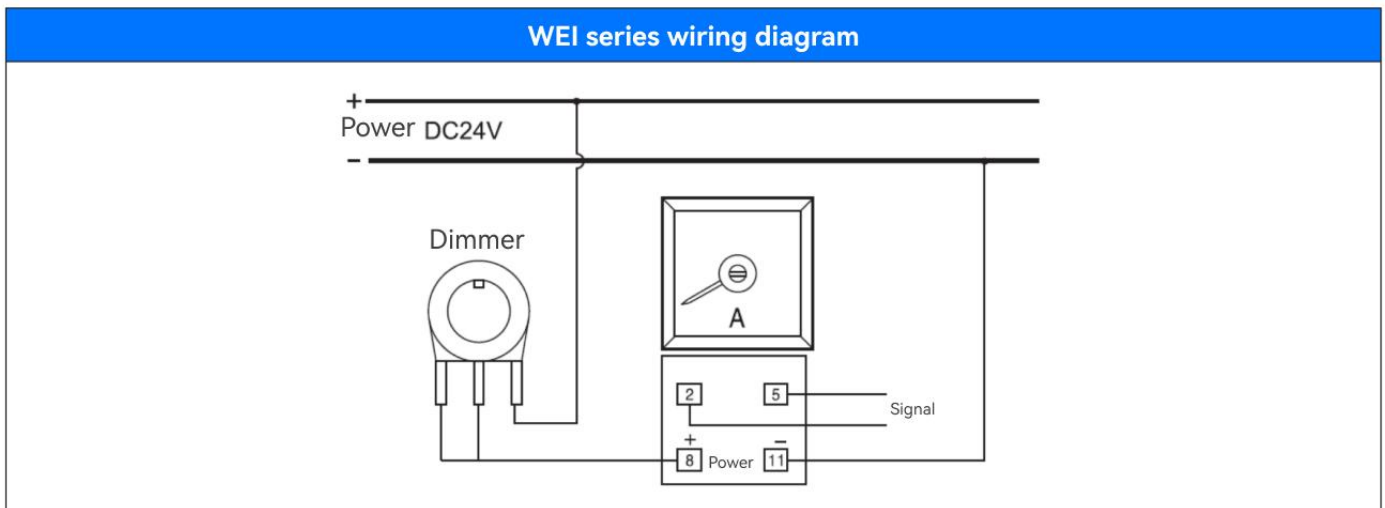 WEI series wiring diagram
+
Power DC24V
-
Dimmer
A
2 5
Signal
+ -
8 Power 11